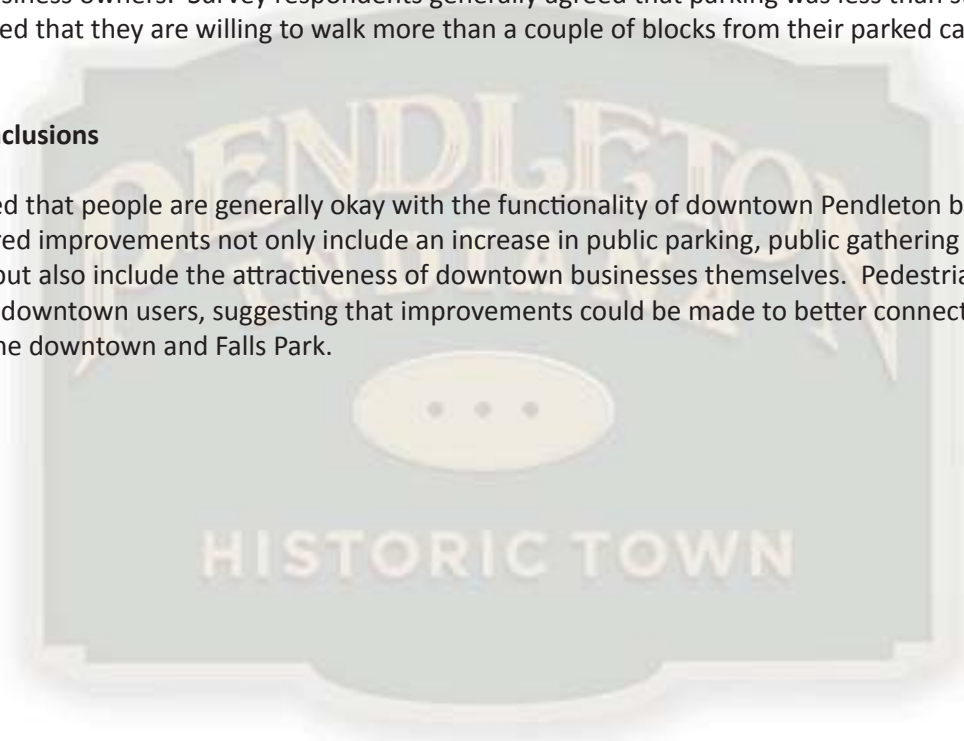 siness owners.  Survey respondents generally agreed that parking was less than
ed that they are willing to walk more than a couple of blocks from their parked ca
nclusions
ed that people are generally okay with the functionality of downtown Pendleton b
red improvements not only include an increase in public parking, public gathering
but also include the attractiveness of downtown businesses themselves.  Pedestria
downtown users, suggesting that improvements could be made to better connect
he downtown and Falls Park.
PENDLETON
INDIANA
HISTORIC TOWN